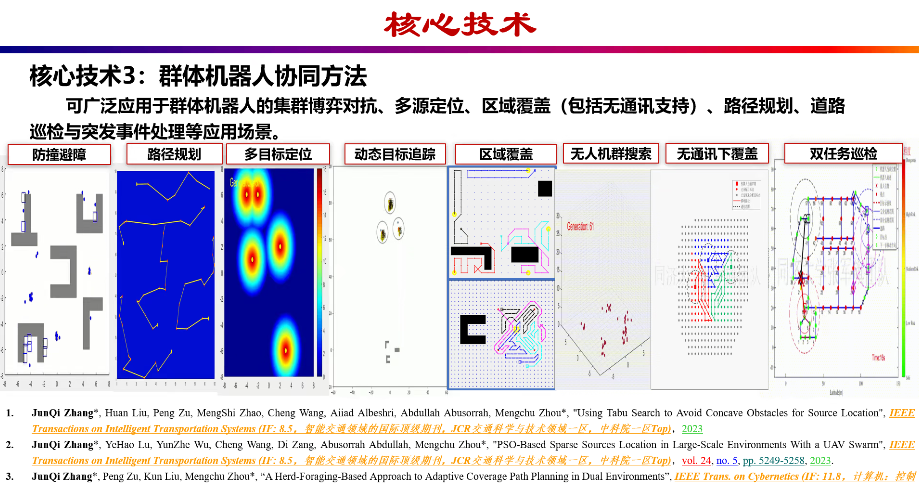 核心技术
核心技术3：群体机器人协同方法
可广泛应用于群体机器人的集群博弈对抗、多源定位、区域覆盖（包括无通讯支持）、路径规划、道路
巡检与突发事件处理等应用场景。
防撞避障
路径规划
多目标定位
动态目标追踪
区域覆盖
无人机群搜索
无通讯下覆盖
双任务巡检
Generation: 61
1. JunQi Zhang*, Huan Liu, Peng Zu, MengShi Zhao, Cheng Wang, Aiiad Albeshri, Abdullah Abusorrah, Mengchu Zhou*, "Using Tabu Search to Avoid Concave Obstacles for Source Location", IEEE
Transactions on Intelligent Transportation Systems (IF: 8.5，智能交通领域的国际顶级期刊，JCR交通科学与技术领域一区，中科院一区Top)，2023
2. JunQi Zhang*, YeHao Lu, YunZhe Wu, Cheng Wang, Di Zang, Abusorrah Abdullah, Mengchu Zhou*, "PSO-Based Sparse Sources Location in Large-Scale Environments With a UAV Swarm", IEEE
Transactions on Intelligent Transportation Systems (IF: 8.5，智能交通领域的国际顶级期刊，JCR交通科学与技术领域一区，中科院一区Top)，vol. 24, no. 5, pp. 5249-5258, 2023.
3. JunQi Zhang*, Peng Zu, Kun Liu, Mengchu Zhou*, “A Herd-Foraging-Based Approach to Adaptive Coverage Path Planning in Dual Environments”, IEEE Trans. on Cybernetics (IF: 11.8，计算机：控制